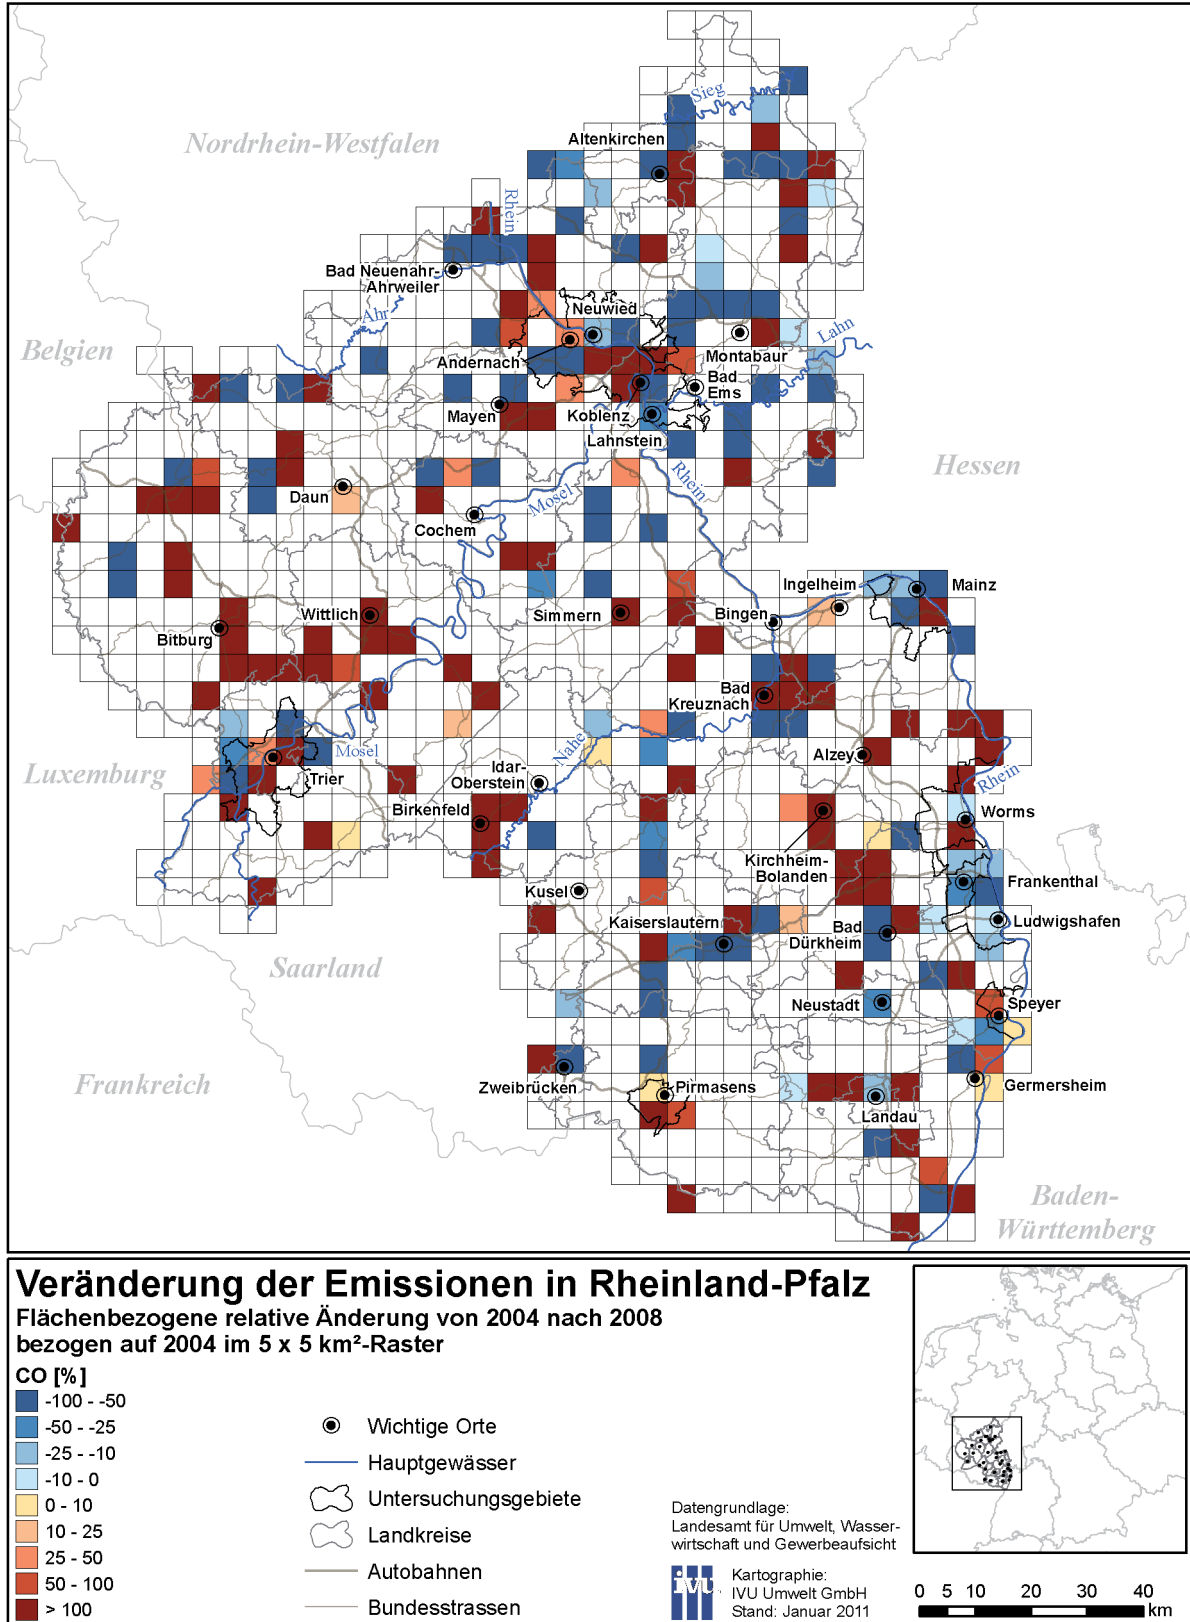 Sieg
Altenkirchen
Nordrhein-Westfalen
Rhein
Bad Neuenahr-
Ahrweiler
Ahr
Neuwied
Belgien
Lahn
Andernach
Montabaur
Bad
Ems
Mayen
Koblenz
Lahnstein
Hessen
Rhein
Daun
Mosel
Cochem
Ingelheim
Mainz
Wittlich
Simmern
Bingen
Bitburg
Bad
Kreuznach
Mosel
Nahe
Alzey
Luxemburg
Trier
Idar-
Oberstein
Rhein
Birkenfeld
Worms
Kirchheim-
Bolanden
Kusel
Frankenthal
Kaiserslautern
Bad
Dürkheim
Ludwigshafen
Saarland
Neustadt
Speyer
Frankreich
Zweibrücken
Pirmasens
Germersheim
Landau
Baden-
Württemberg
Veränderung der Emissionen in Rheinland-Pfalz
Flächenbezogene relative Änderung von 2004 nach 2008
bezogen auf 2004 im 5 x 5 km²-Raster
CO [%]
-100 - -50
-50 - -25
-25 - -10
-10 - 0
0 - 10
10 - 25
25 - 50
50 - 100
> 100
Wichtige Orte
Hauptgewässer
Untersuchungsgebiete
Landkreise
Autobahnen
Bundesstrassen
Datengrundlage:
Landesamt für Umwelt, Wasser-
wirtschaft und Gewerbeaufsicht
ivu
Kartographie:
IVU Umwelt GmbH
Stand: Januar 2011
0 5 10 20 30 40
km